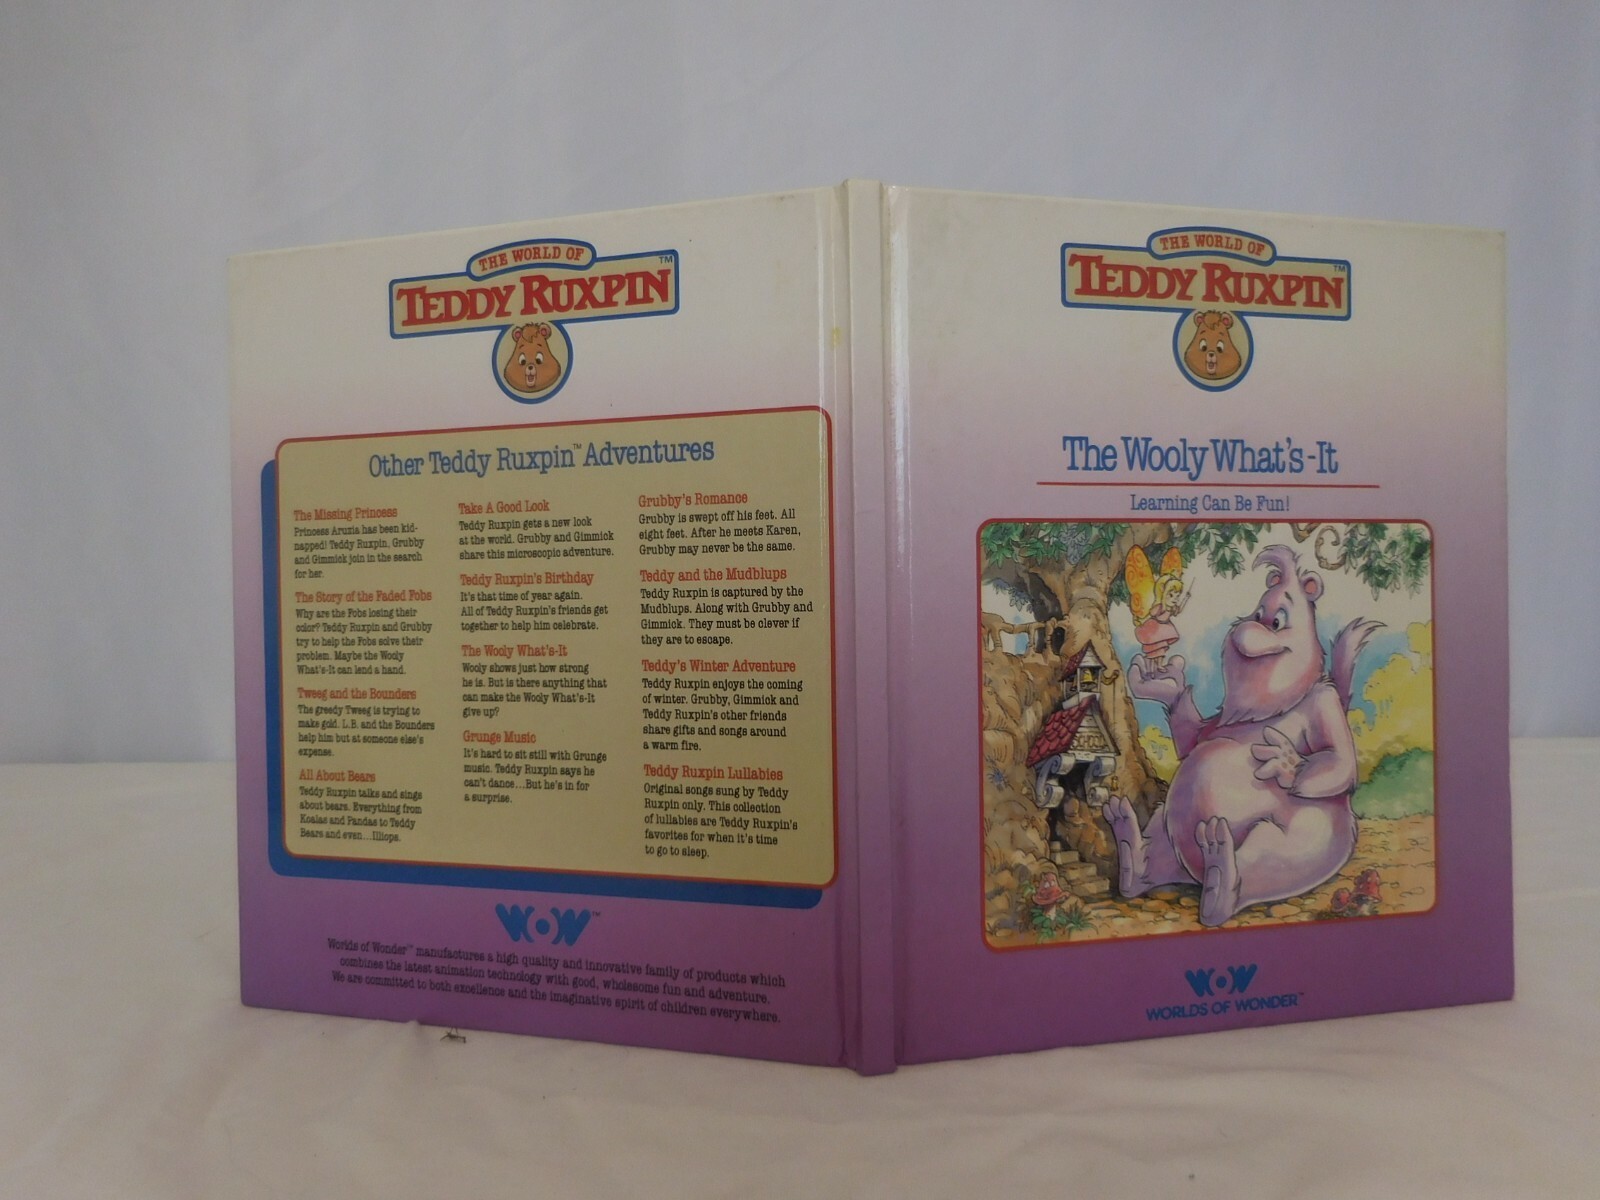 THE WORLD OF
TEDDY RUXPIN™
Other Teddy Ruxpin™ Adventures
The Missing Princess
Princess Aruzia has been kid-
napped! Teddy Ruxpin, Grubby
and Gimmick join in the search
for her.
The Story of the Faded Fobs
Why are the Fobs losing their
color? Teddy Ruxpin and Grubby
try to help the Fobs solve their
problem. Maybe the Wooly
What's-It can lend a hand.
Tweeg and the Bounders
The greedy Tweeg is trying to
make gold. L.B. and the Bounders
help him but at someone else's
expense.
All About Bears
Teddy Ruxpin talks and sings
about bears. Everything from
Koalas and Pandas to Teddy
Bears and even...Illiops.
Take A Good Look
Teddy Ruxpin gets a new look
at the world. Grubby and Gimmick
share this microscopic adventure.
Teddy Ruxpin's Birthday
It's that time of year again.
All of Teddy Ruxpin's friends get
together to help him celebrate.
The Wooly What's-It
Wooly shows just how strong
he is. But is there anything that
can make the Wooly What's-It
give up?
Grunge Music
It's hard to sit still with Grunge
music. Teddy Ruxpin says he
can't dance...But he's in for
a surprise.
Grubby's Romance
Grubby is swept off his feet. All
eight feet. After he meets Karen,
Grubby may never be the same.
Teddy and the Mudblups
Teddy Ruxpin is captured by the
Mudblups. Along with Grubby and
Gimmick. They must be clever if
they are to escape.
Teddy's Winter Adventure
Teddy Ruxpin enjoys the coming
of winter. Grubby, Gimmick and
Teddy Ruxpin's other friends
share gifts and songs around
a warm fire.
Teddy Ruxpin Lullabies
Original songs sung by Teddy
Ruxpin only. This collection
of lullabies are Teddy Ruxpin's
favorites for when it's time
to go to sleep.
WOW™
Worlds of Wonder™ manufactures a high quality and innovative family of products which
combines the latest animation technology with good, wholesome fun and adventure.
We are committed to both excellence and the imaginative spirit of children everywhere.
THE WORLD OF
TEDDY RUXPIN™
The Wooly What's-It
Learning Can Be Fun!
SCHOOL
WOW
WORLDS OF WONDER™